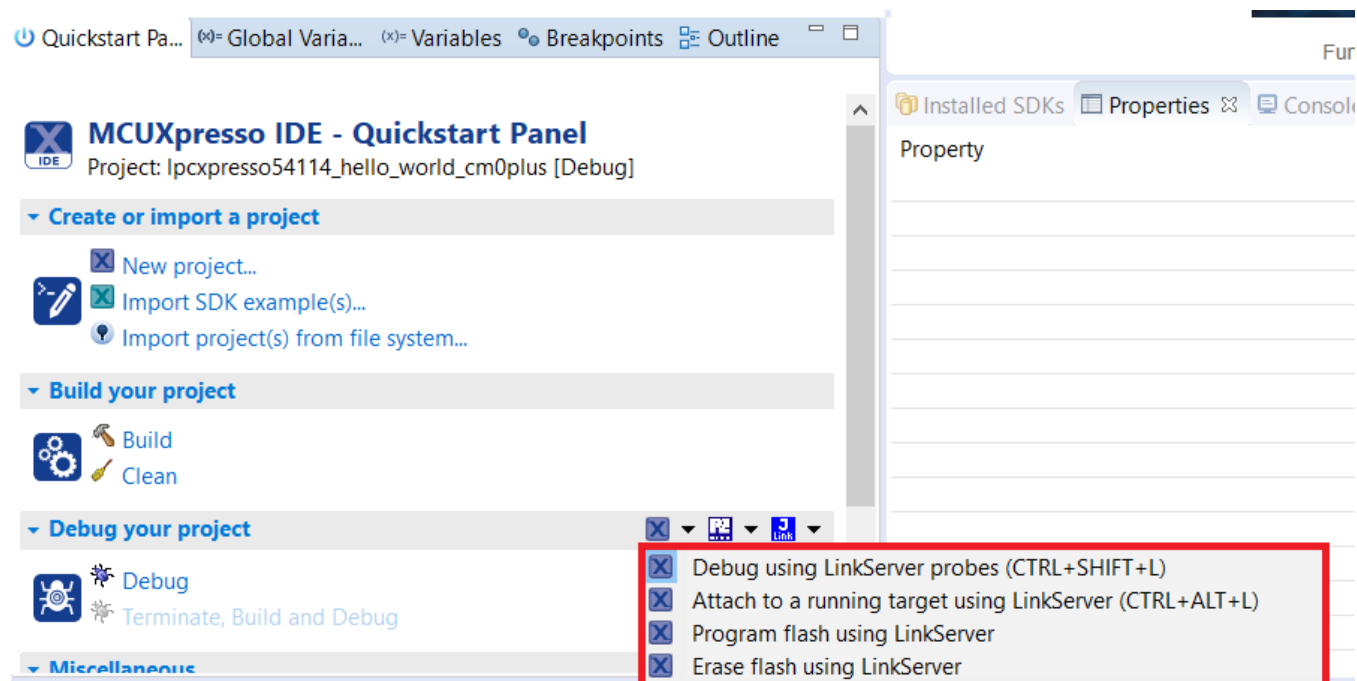 Quickstart Pa... (x)= Global Varia... (x)= Variables Breakpoints Outline
Fur
Installed SDKs Properties Console
IDE
MCUXpresso IDE - Quickstart Panel
Project: lpcxpresso54114_hello_world_cm0plus [Debug]
Property
Create or import a project
New project...
Import SDK example(s)...
Import project(s) from file system...
Build your project
Build
Clean
Debug your project
J Link
Debug
Terminate, Build and Debug
Miscellaneous
Debug using LinkServer probes (CTRL+SHIFT+L)
Attach to a running target using LinkServer (CTRL+ALT+L)
Program flash using LinkServer
Erase flash using LinkServer